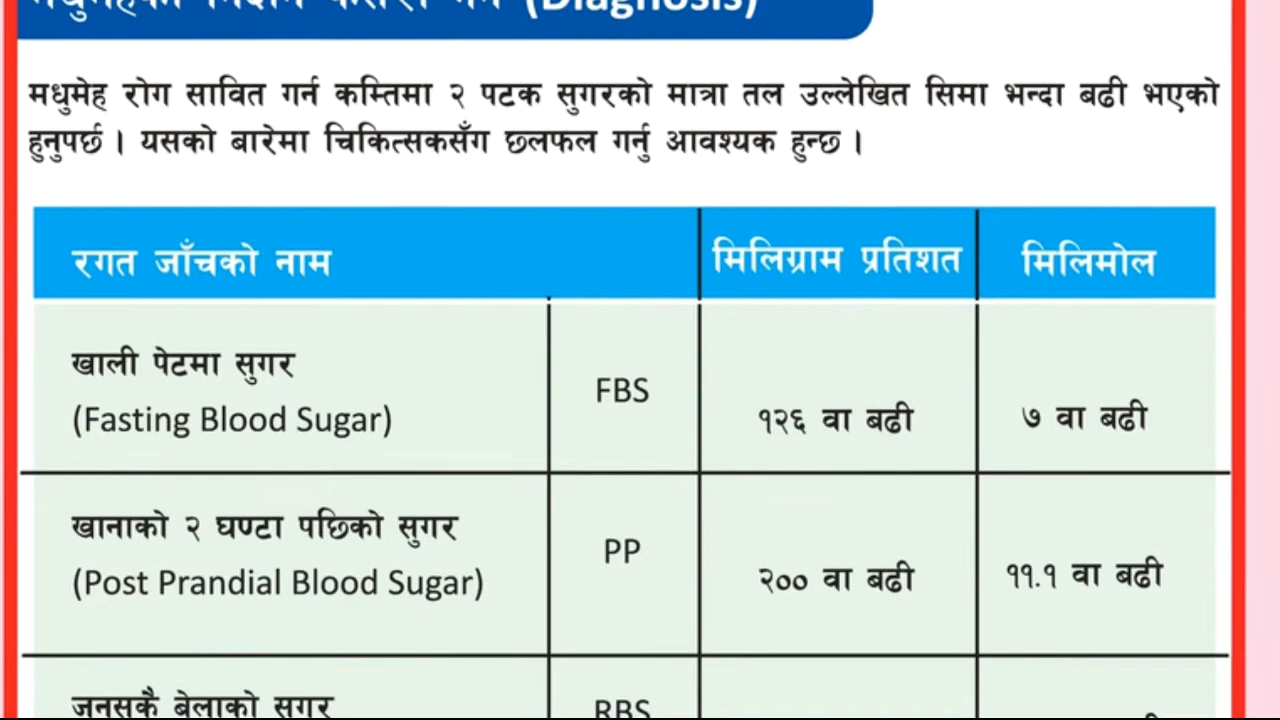 (Diagnosis)
मधुमेह रोग सावित गर्न कम्तिमा २ पटक सुगरको मात्रा तल उल्लेखित सिमा भन्दा बढी भएको
हुनुपर्छ । यसको बारेमा चिकित्सकसँग छलफल गर्नु आवश्यक हुन्छ ।
रगत जाँचको नाम मिलिग्राम प्रतिशत मिलिमोल
खाली पेटमा सुगर
(Fasting Blood Sugar) FBS १२६ वा बढी ७ वा बढी
खानाको २ घण्टा पछिको सुगर
(Post Prandial Blood Sugar) PP २०० वा बढी ११.१ वा बढी
जुनसुकै बेलाको सुगर RBS